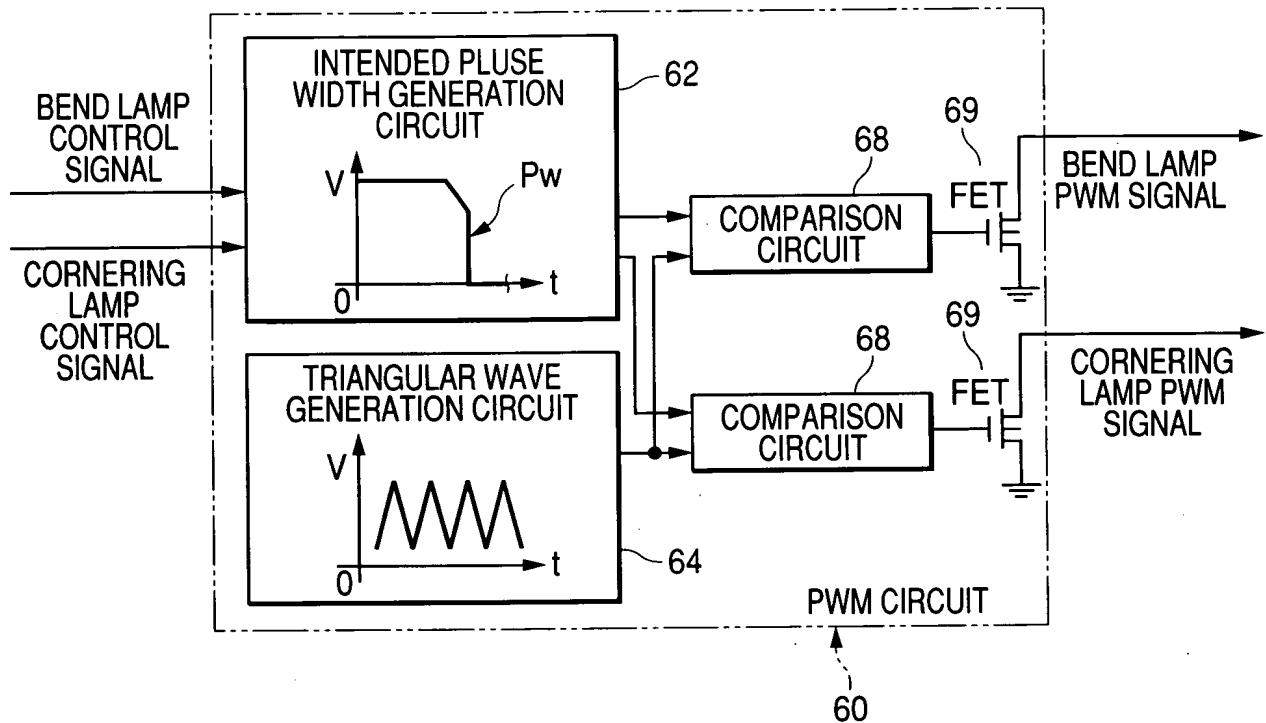 INTENDED PLUSE
WIDTH GENERATION
CIRCUIT
62
V
Pw
0
t
BEND LAMP
CONTROL
SIGNAL
CORNERING
LAMP
CONTROL
SIGNAL
TRIANGULAR WAVE
GENERATION CIRCUIT
V
0
t
64
68
COMPARISON
CIRCUIT
69
FET
BEND LAMP
PWM SIGNAL
68
COMPARISON
CIRCUIT
69
FET
CORNERING
LAMP PWM
SIGNAL
PWM CIRCUIT
60